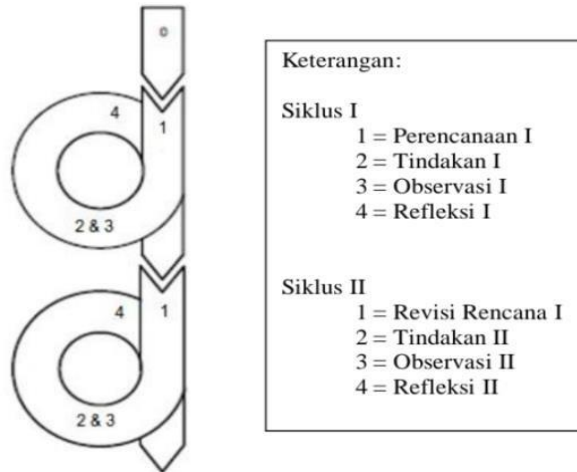 0
4
1
2 & 3
4
1
2 & 3
Keterangan:
Siklus I
1 = Perencanaan I
2 = Tindakan I
3 = Observasi I
4 = Refleksi I
Siklus II
1 = Revisi Rencana I
2 = Tindakan II
3 = Observasi II
4 = Refleksi II